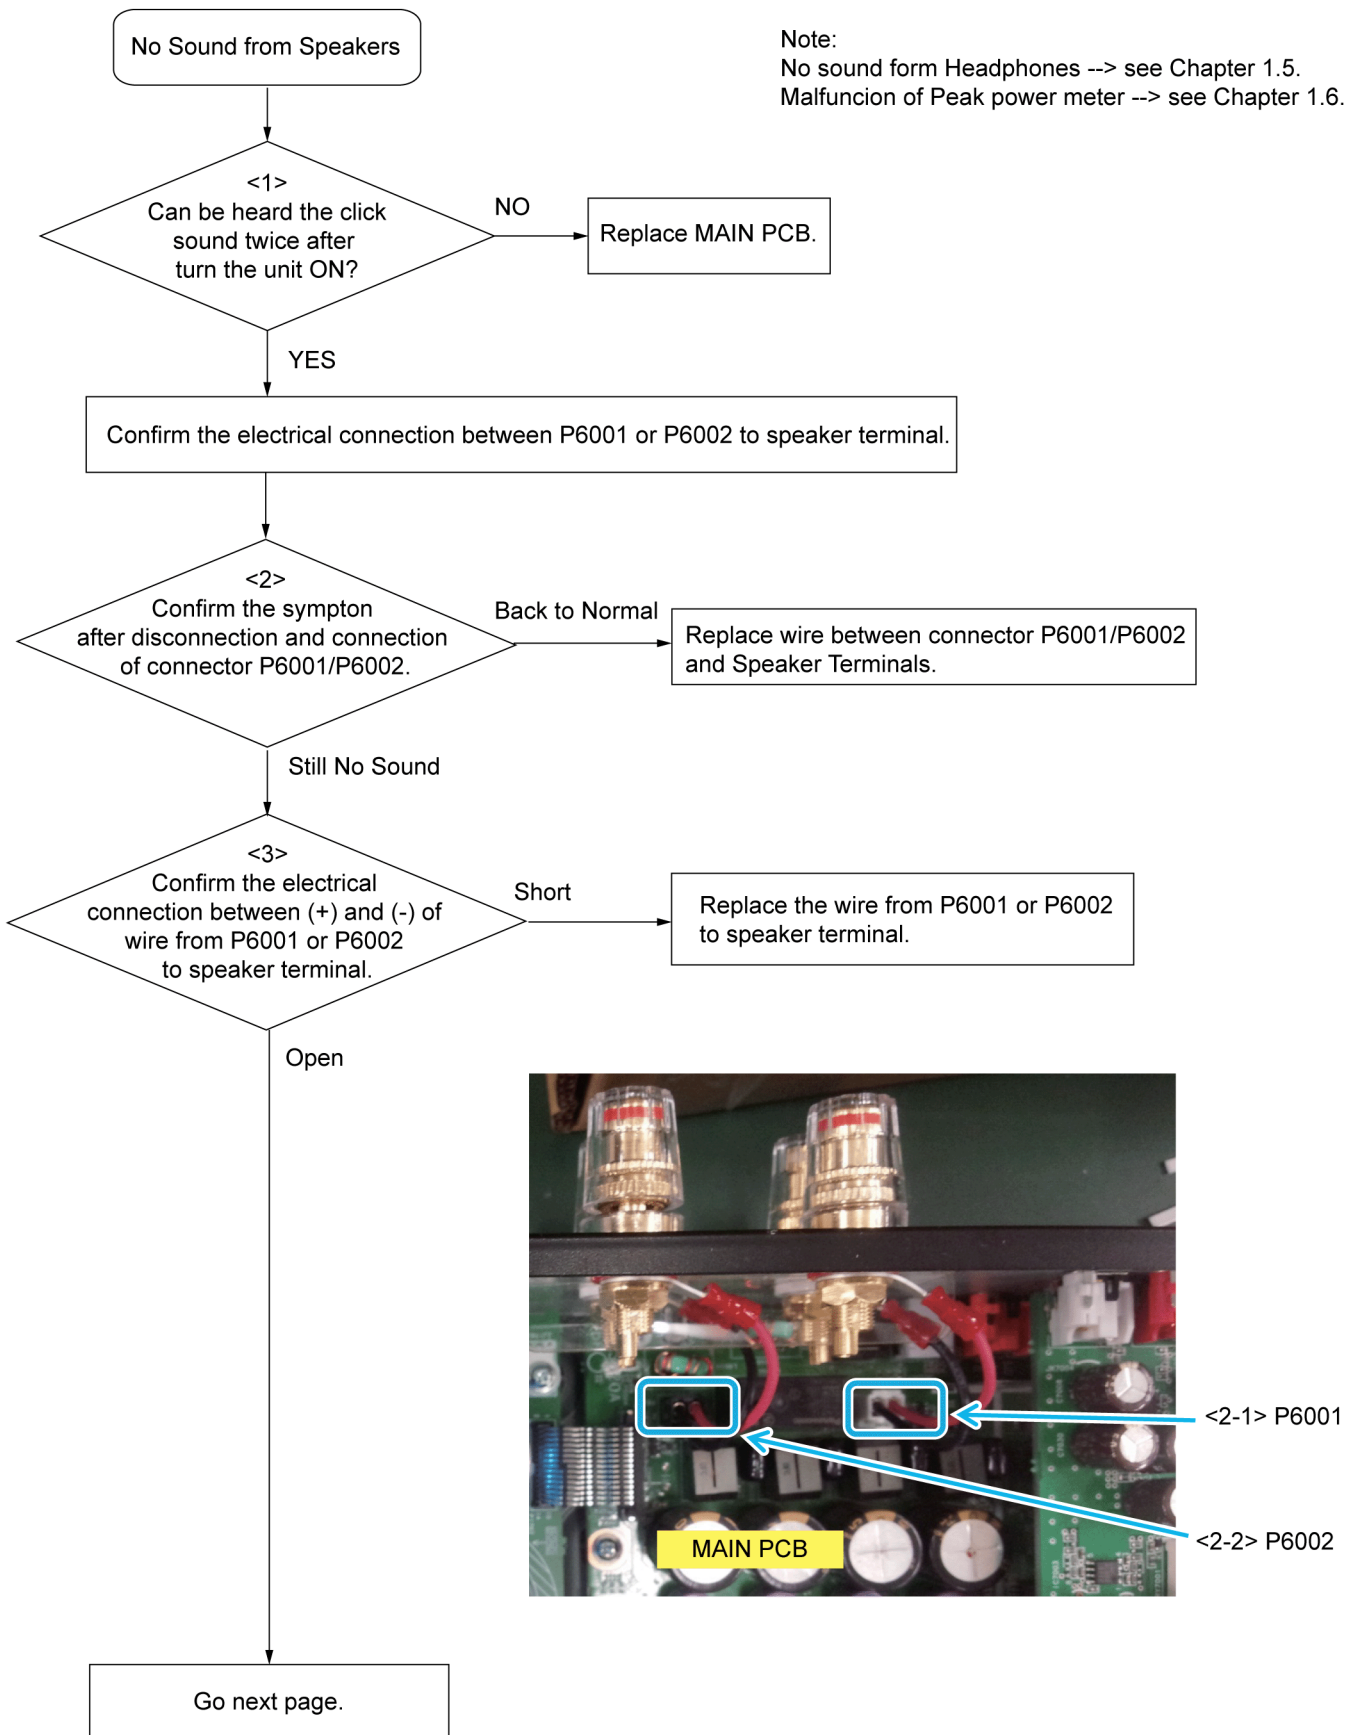 No Sound from Speakers
Note:
No sound form Headphones --> see Chapter 1.5.
Malfuncion of Peak power meter --> see Chapter 1.6.
<1>
Can be heard the click
sound twice after
turn the unit ON?
NO
Replace MAIN PCB.
YES
Confirm the electrical connection between P6001 or P6002 to speaker terminal.
<2>
Confirm the sympton
after disconnection and connection
of connector P6001/P6002.
Back to Normal
Replace wire between connector P6001/P6002
and Speaker Terminals.
Still No Sound
<3>
Confirm the electrical
connection between (+) and (-) of
wire from P6001 or P6002
to speaker terminal.
Short
Replace the wire from P6001 or P6002
to speaker terminal.
Open
<2-1> P6001
<2-2> P6002
MAIN PCB
Go next page.